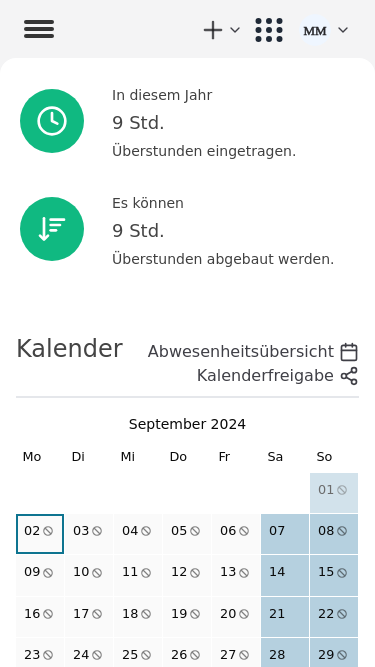 MM
In diesem Jahr
9 Std.
Überstunden eingetragen.
Es können
9 Std.
Überstunden abgebaut werden.
Kalender
Abwesenheitsübersicht
Kalenderfreigabe
September 2024
Mo Di Mi Do Fr Sa So
01
02 03 04 05 06 07 08
09 10 11 12 13 14 15
16 17 18 19 20 21 22
23 24 25 26 27 28 29